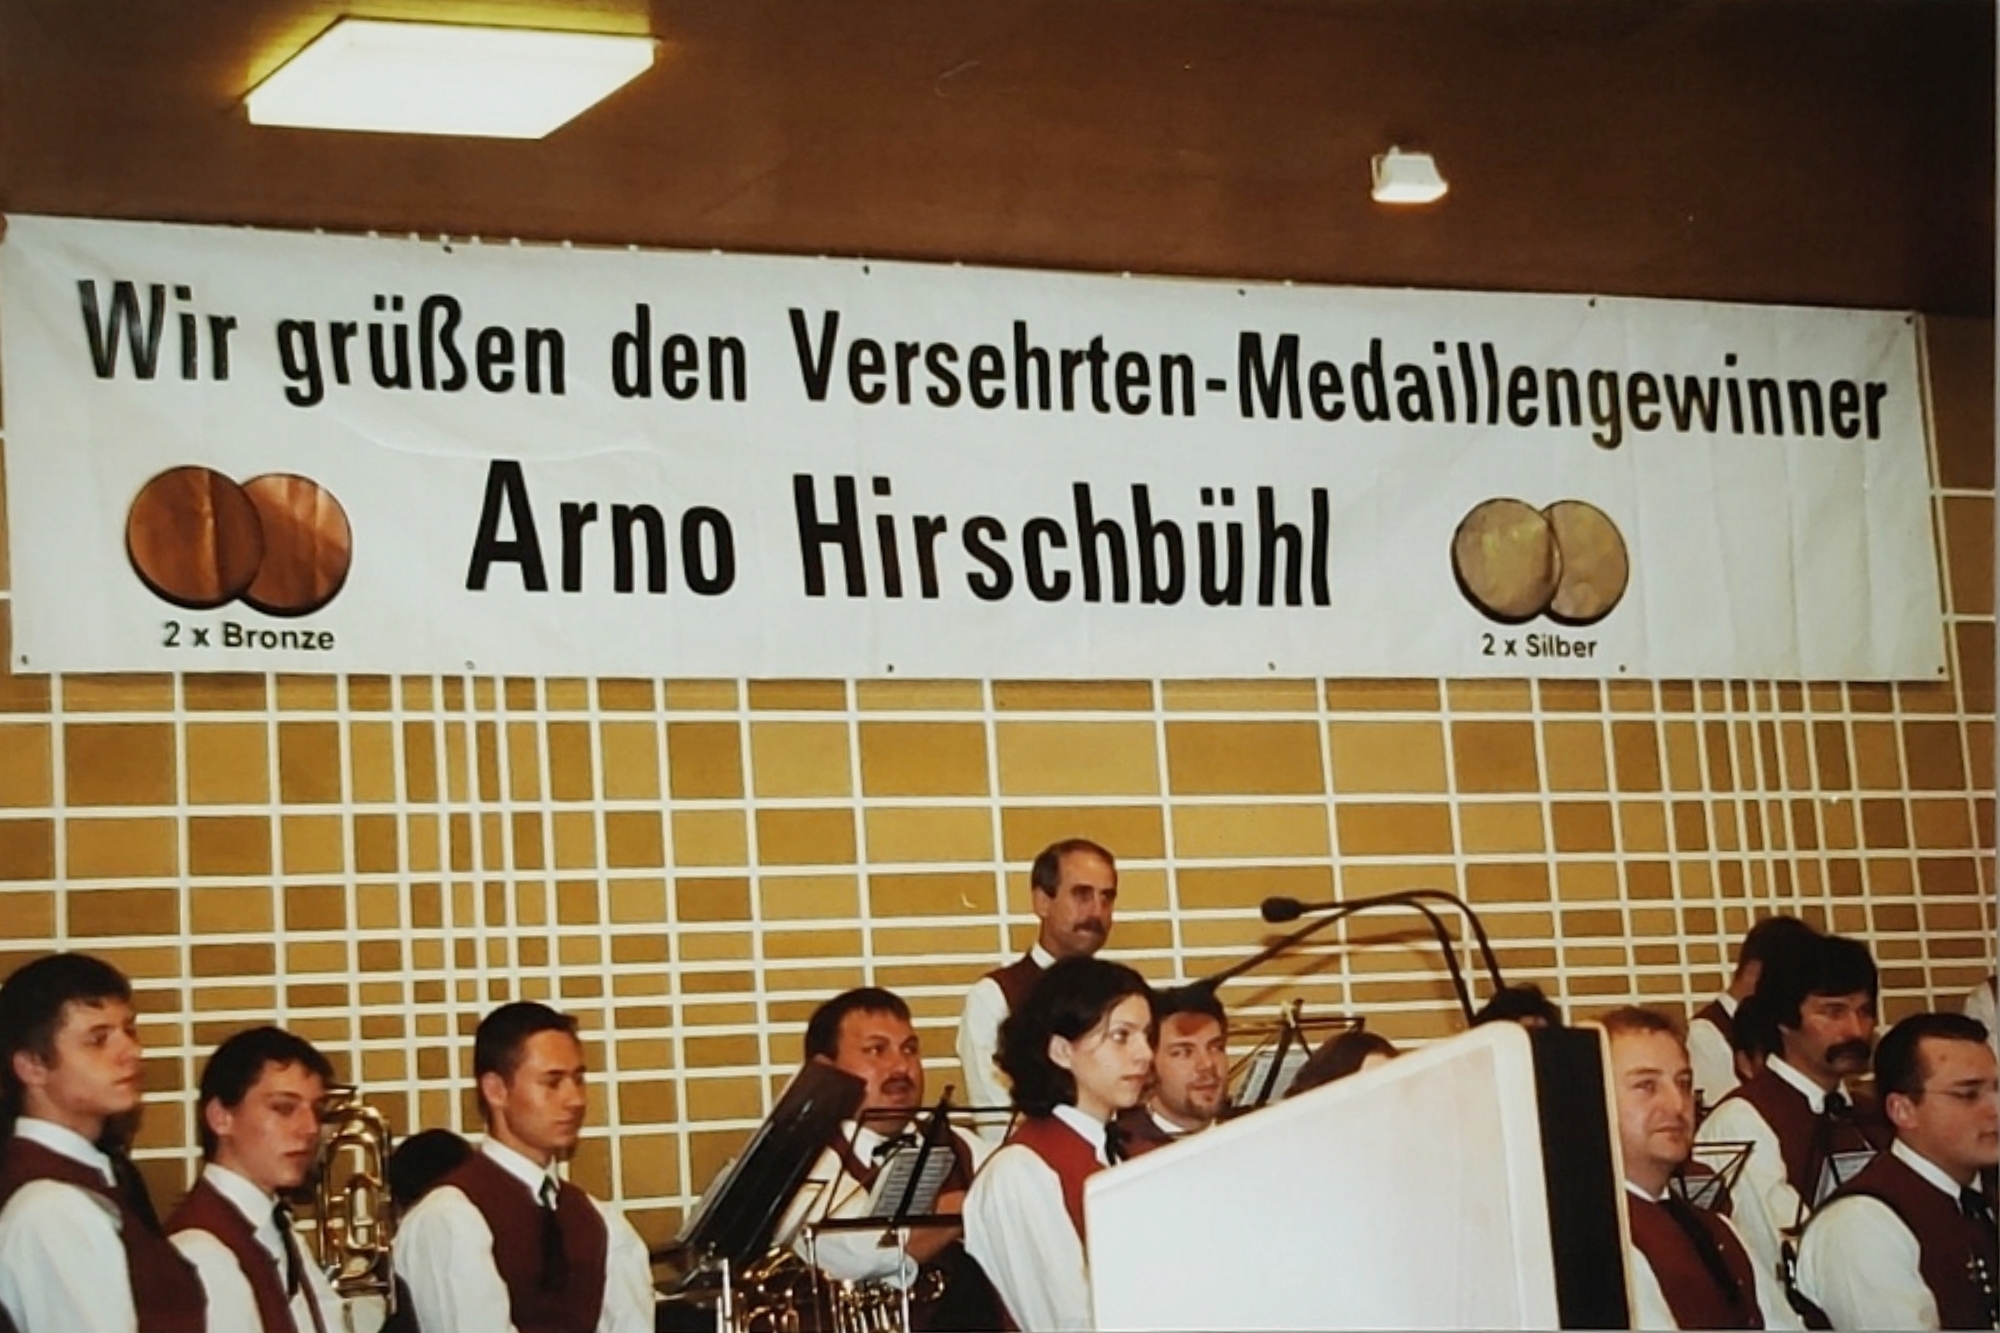 Wir grüßen den Versehrten-Medaillengewinner
Arno Hirschbühl
2 x Bronze
2 x Silber